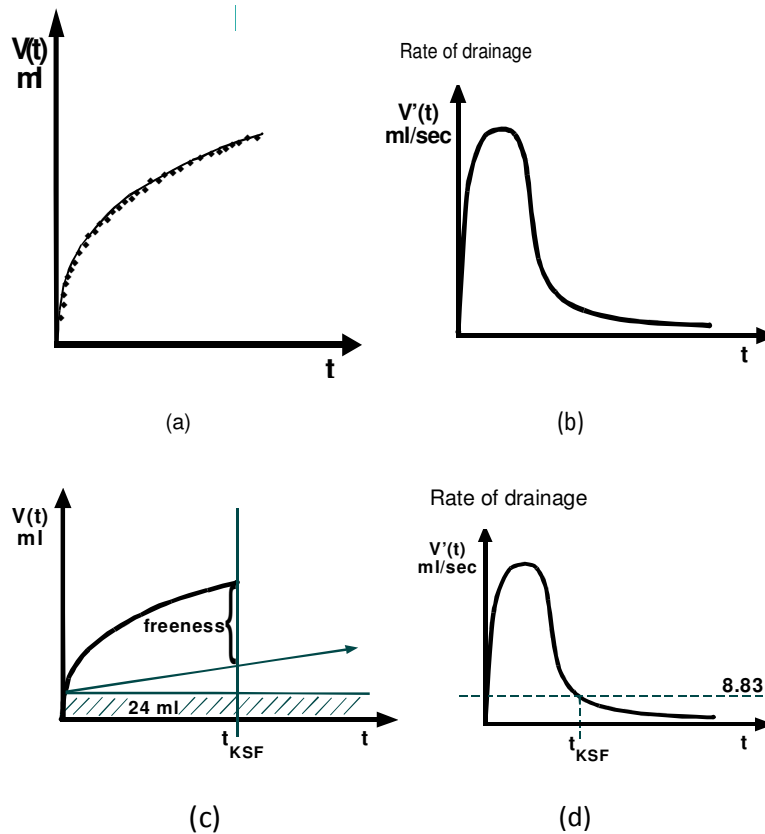 V(t)
ml
t
(a)
Rate of drainage
V'(t)
ml/sec
t
(b)
V(t)
ml
freeness
24 ml
t KSF
t
(c)
Rate of drainage
V'(t)
ml/sec
8.83
t KSF
t
(d)